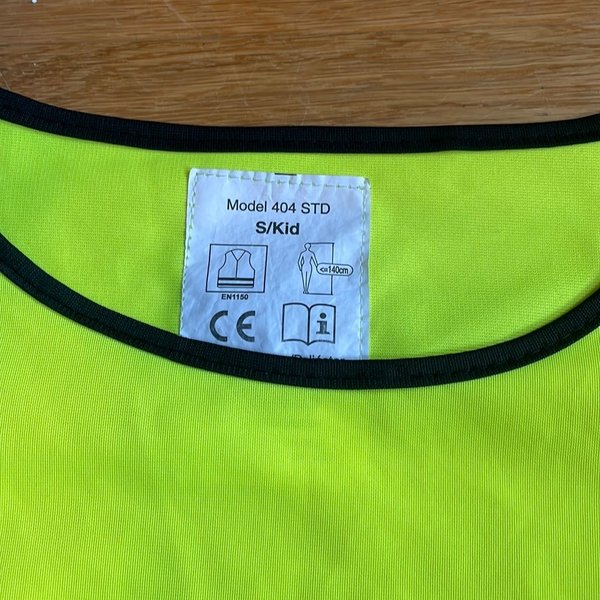 Model 404 STD
S/Kid
<=140cm
EN1150
CE
i